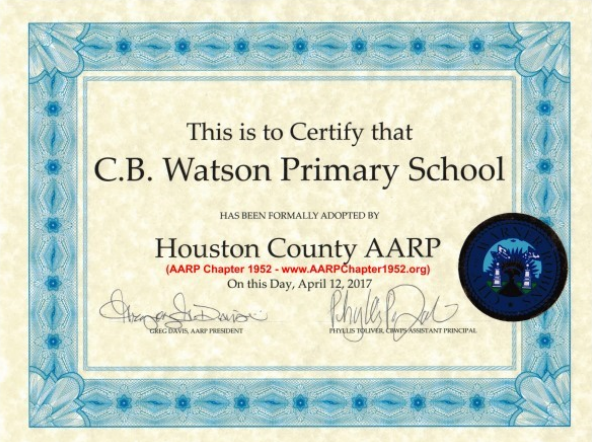 This is to Certify that
C.B. Watson Primary School
HAS BEEN FORMALLY ADOPTED BY
Houston County AARP
(AARP Chapter 1952 - www.AARPChapter1952.org)
On this Day, April 12, 2017
GREG DAVIS, AARP PRESIDENT
PHYLLIS TOLIVER, CBWPS ASSISTANT PRINCIPAL